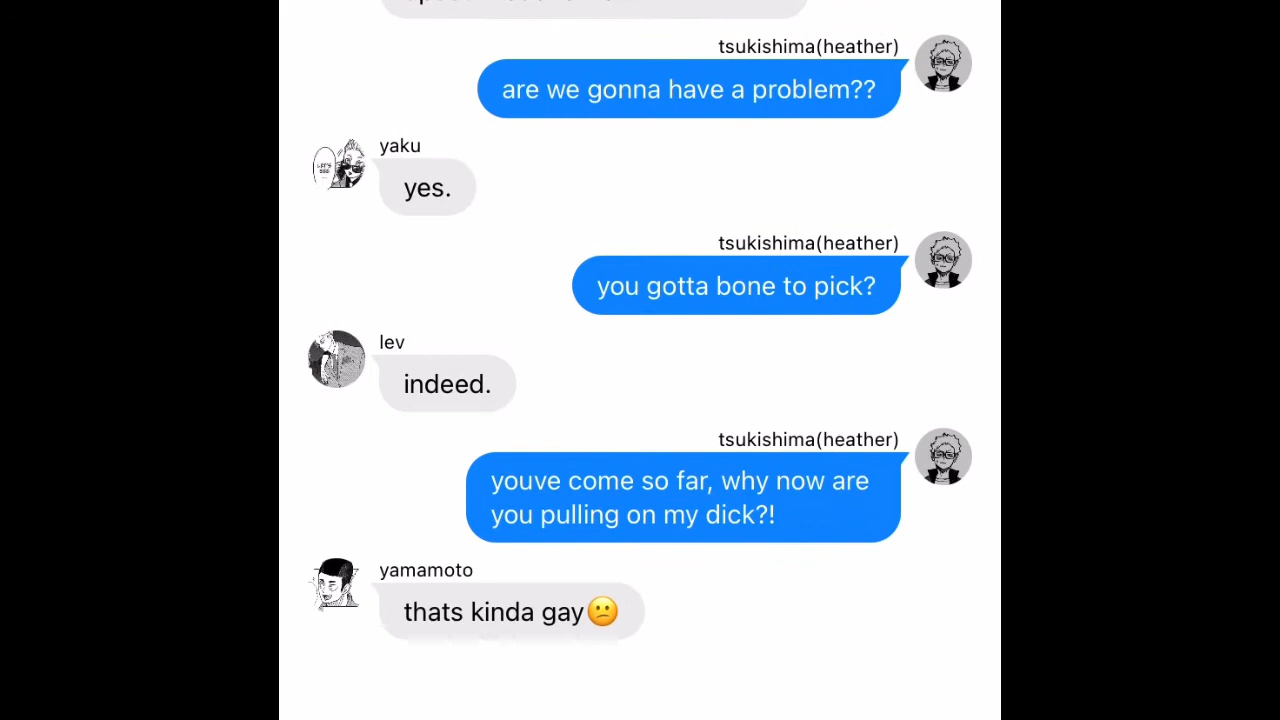 tsukishima(heather)
are we gonna have a problem??
yaku
yes.
tsukishima(heather)
you gotta bone to pick?
lev
indeed.
tsukishima(heather)
youve come so far, why now are
you pulling on my dick?!
yamamoto
thats kinda gay😕